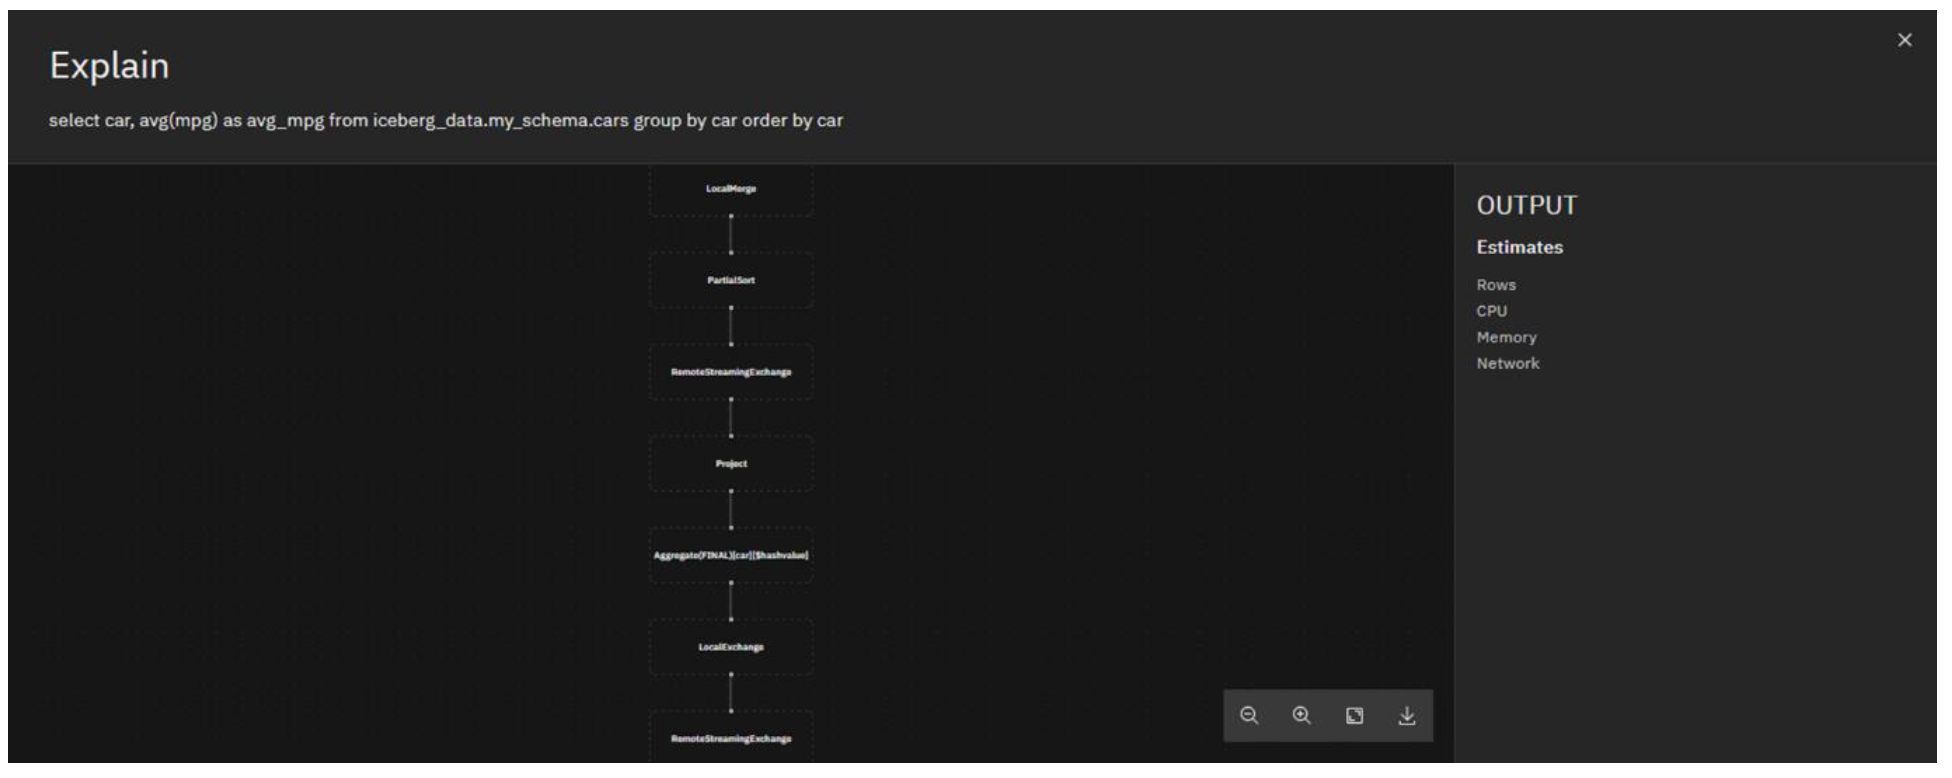 Explain
select car, avg(mpg) as avg_mpg from iceberg_data.my_schema.cars group by car order by car
LocalMerge
PartialSort
RemoteStreamingExchange
Project
Aggregate(FINAL)[car][$hashvalue]
LocalExchange
RemoteStreamingExchange
OUTPUT
Estimates
Rows
CPU
Memory
Network